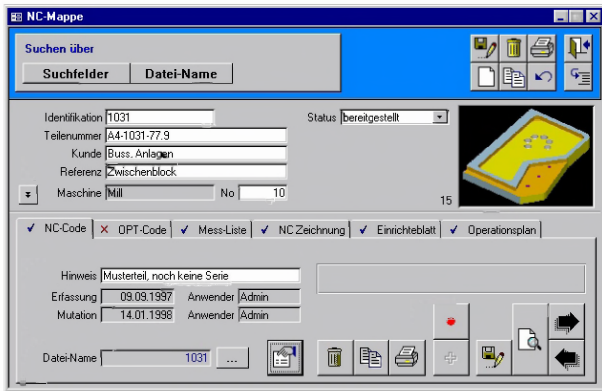 NC-Mappe
Suchen über
Suchfelder Datei-Name
Identifikation 1031 Status bereitgestellt
Teilenummer A4-1031-77.9
Kunde Buss. Anlagen
Referenz Zwischenblock
Maschine Mill No 10 15
NC-Code OPT-Code Mess-Liste NC Zeichnung Einrichteblatt Operationsplan
Hinweis Musterteil, noch keine Serie
Erfassung 09.09.1997 Anwender Admin
Mutation 14.01.1998 Anwender Admin
Datei-Name 1031 ...